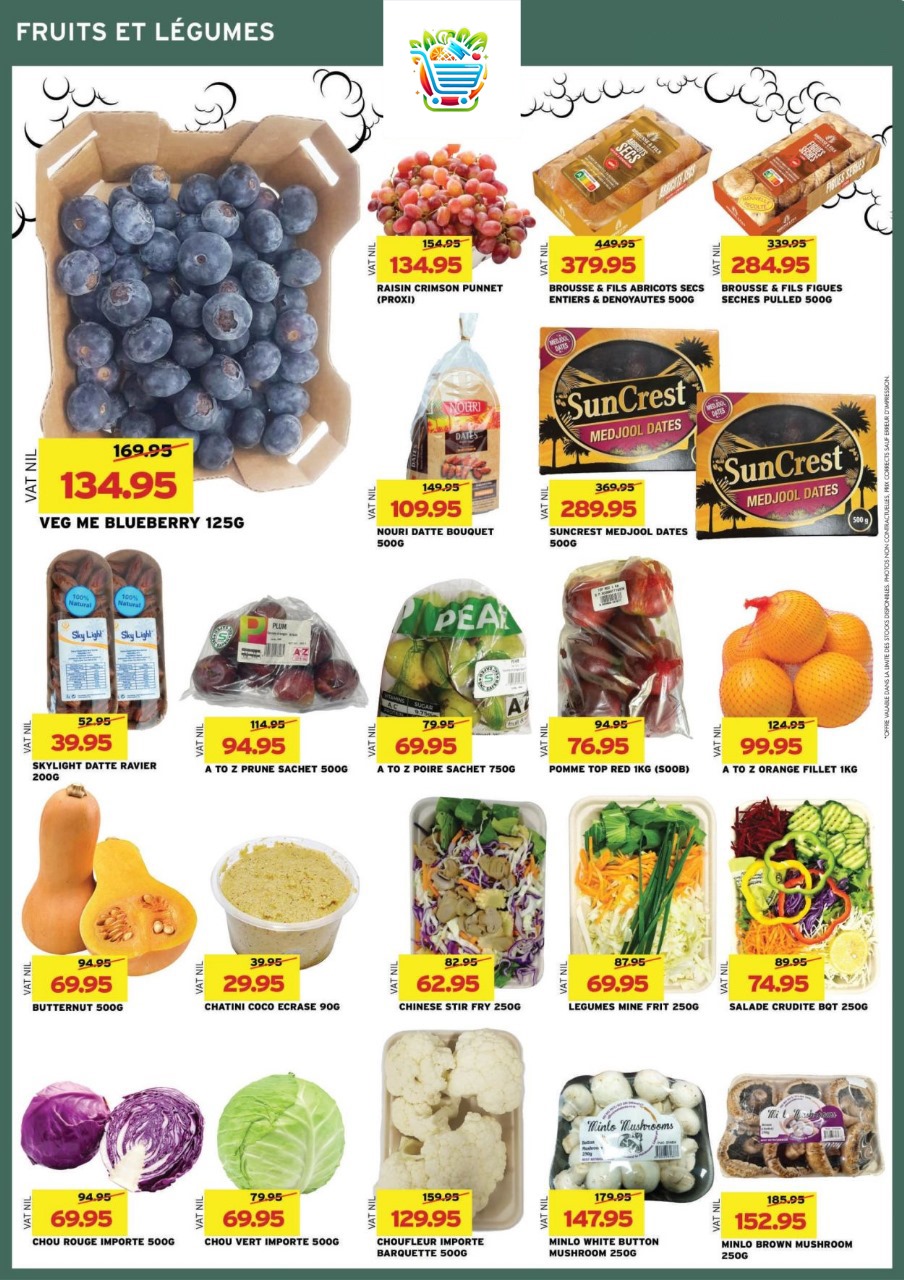 FRUITS ET LÉGUMES
VAT NIL
169.95
134.95
VEG ME BLUEBERRY 125G
VAT NIL
154.95
134.95
RAISIN CRIMSON PUNNET
(PROXI)
ABRICOTS
SECS
ABRICOTS SECS
449.95
379.95
BROUSSE & FILS ABRICOTS SECS
ENTIERS & DENOYAUTES 500G
FIGUES SECHES
339.95
284.95
BROUSSE & FILS FIGUES
SECHES PULLED 500G
NOURI
DATES
VAT NIL
149.95
109.95
NOURI DATTE BOUQUET
500G
MEDJOOL
DATES
SunCrest
MEDJOOL DATES
MEDJOOL
DATES
SunCrest
MEDJOOL DATES
500 g
VAT NIL
369.95
289.95
SUNCREST MEDJOOL DATES
500G
*OFFRE VALABLE DANS LA LIMITE DES STOCKS DISPONIBLES. PHOTOS NON CONTRACTUELLES, PRIX CORRECTS SAUF ERREUR D'IMPRESSION.
100%
Natural
Sky Light
100%
Natural
Sky Light
VAT NIL
52.95
39.95
SKYLIGHT DATTE RAVIER
200G
P
PLUM
A-Z
VAT NIL
114.95
94.95
A TO Z PRUNE SACHET 500G
PEAR
SUGAR
VAT NIL
79.95
69.95
A TO Z POIRE SACHET 750G
VAT NIL
94.95
76.95
POMME TOP RED 1KG (SOOB)
VAT NIL
124.95
99.95
A TO Z ORANGE FILLET 1KG
VAT NIL
94.95
69.95
BUTTERNUT 500G
VAT NIL
39.95
29.95
CHATINI COCO ECRASE 90G
VAT NIL
82.95
62.95
CHINESE STIR FRY 250G
VAT NIL
87.95
69.95
LEGUMES MINE FRIT 250G
VAT NIL
89.95
74.95
SALADE CRUDITE BQT 250G
VAT NIL
94.95
69.95
CHOU ROUGE IMPORTE 500G
VAT NIL
79.95
69.95
CHOU VERT IMPORTE 500G
VAT NIL
159.95
129.95
CHOUFLEUR IMPORTE
BARQUETTE 500G
Minlo Mushrooms
VAT NIL
179.95
147.95
MINLO WHITE BUTTON
MUSHROOM 250G
Minlo Mushrooms
VAT NIL
185.95
152.95
MINLO BROWN MUSHROOM
250G